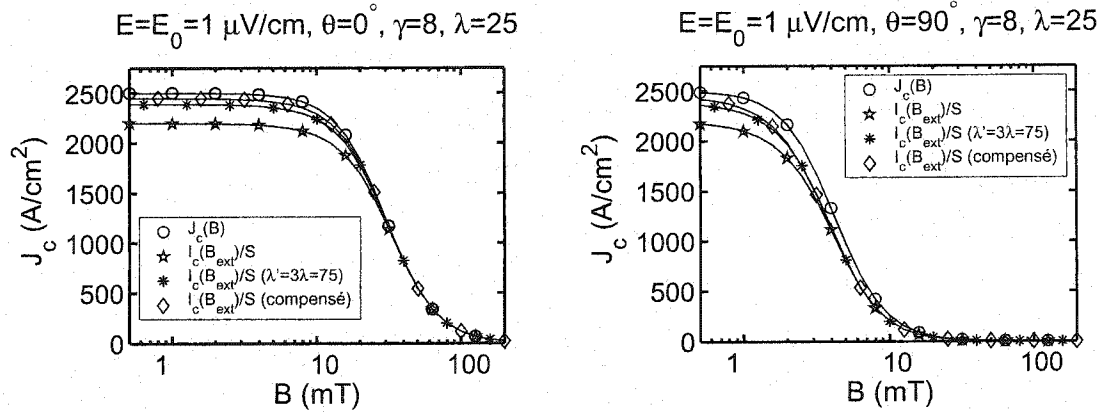 E=E₀=1 μV/cm, θ=0°, γ=8, λ=25
2500
2000
1500
1000
500
0
J_c (A/cm²)
J_c(B)
I_c(B_ext)/S
I_c(B_ext)/S (λ'=3λ=75)
I_c(B_ext)/S (compensé)
1
10
100
B (mT)
E=E₀=1 μV/cm, θ=90°, γ=8, λ=25
2500
2000
1500
1000
500
0
J_c (A/cm²)
J_c(B)
I_c(B_ext)/S
I_c(B_ext)/S (λ'=3λ=75)
I_c(B_ext)/S (compensé)
1
10
100
B (mT)